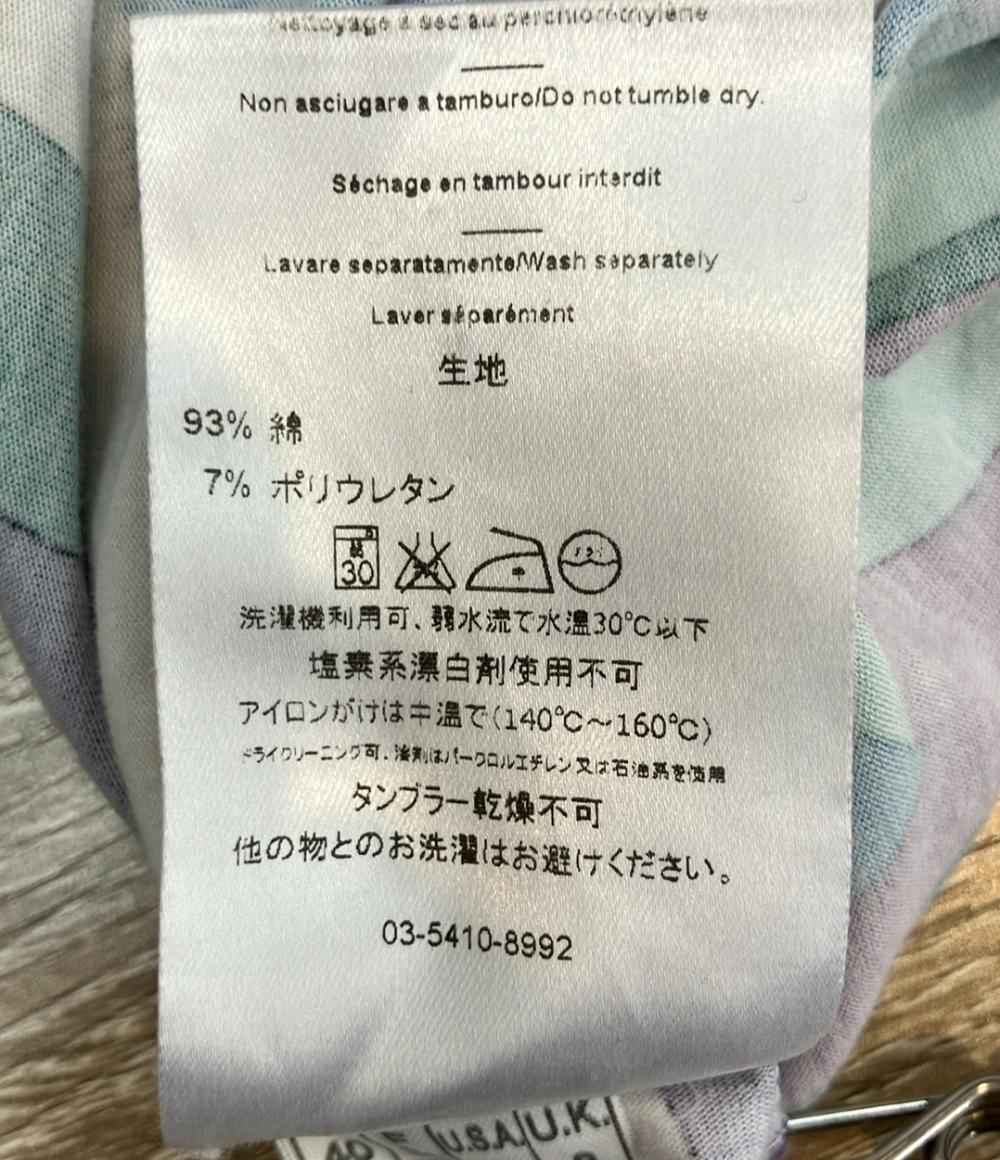 Nettoyage à sec au perchloréthylène
Non asciugare a tamburo/Do not tumble dry.
Séchage en tambour interdit
Lavare separatamente/Wash separately
Laver séparément
生地
93% 綿
7% ポリウレタン
弱
30
洗濯機利用可、弱水流で水温30℃以下
塩素系漂白剤使用不可
アイロンがけは中温で(140℃〜160℃)
ドライクリーニング可．溶剤はパークロルエチレン又は石油系を使用
タンブラー乾燥不可
他の物とのお洗濯はお避けください。
03-5410-8992
40 U.S.A. U.K.